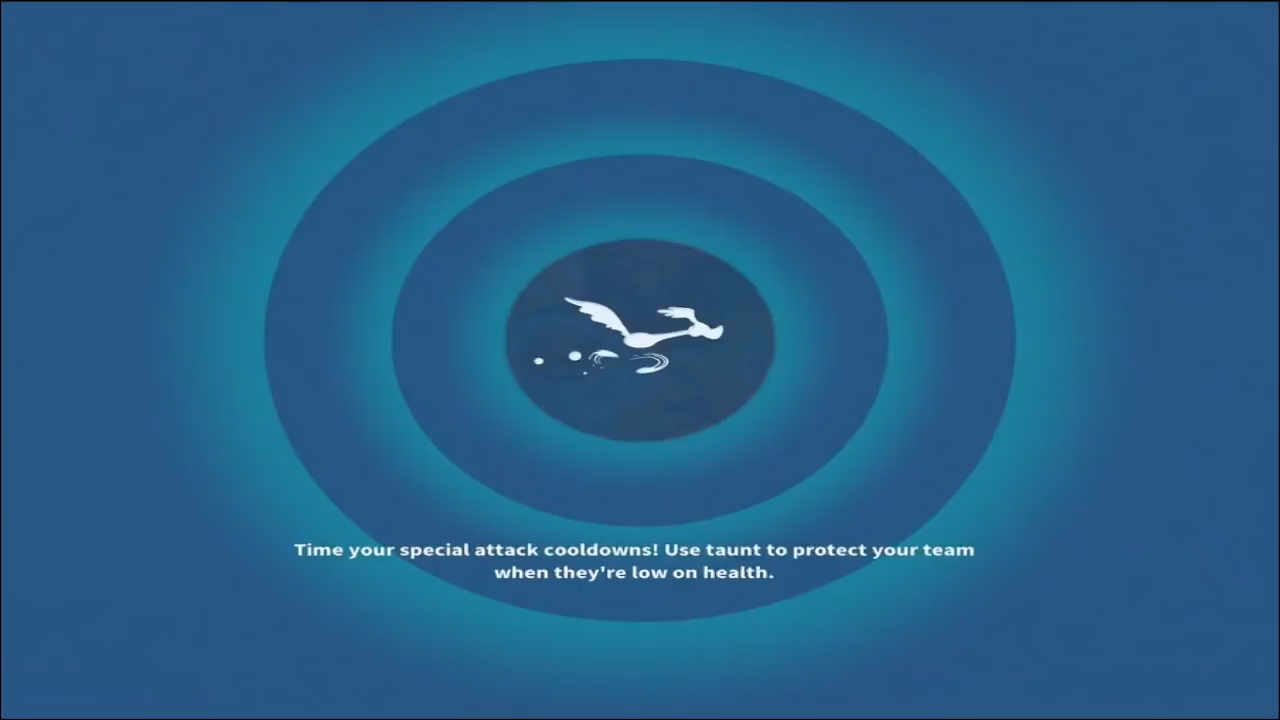 Time your special attack cooldowns! Use taunt to protect your team
when they're low on health.